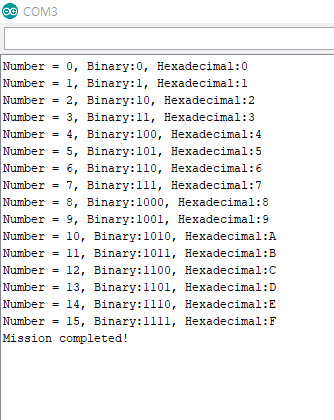 COM3
Number = 0, Binary:0, Hexadecimal:0
Number = 1, Binary:1, Hexadecimal:1
Number = 2, Binary:10, Hexadecimal:2
Number = 3, Binary:11, Hexadecimal:3
Number = 4, Binary:100, Hexadecimal:4
Number = 5, Binary:101, Hexadecimal:5
Number = 6, Binary:110, Hexadecimal:6
Number = 7, Binary:111, Hexadecimal:7
Number = 8, Binary:1000, Hexadecimal:8
Number = 9, Binary:1001, Hexadecimal:9
Number = 10, Binary:1010, Hexadecimal:A
Number = 11, Binary:1011, Hexadecimal:B
Number = 12, Binary:1100, Hexadecimal:C
Number = 13, Binary:1101, Hexadecimal:D
Number = 14, Binary:1110, Hexadecimal:E
Number = 15, Binary:1111, Hexadecimal:F
Mission completed!